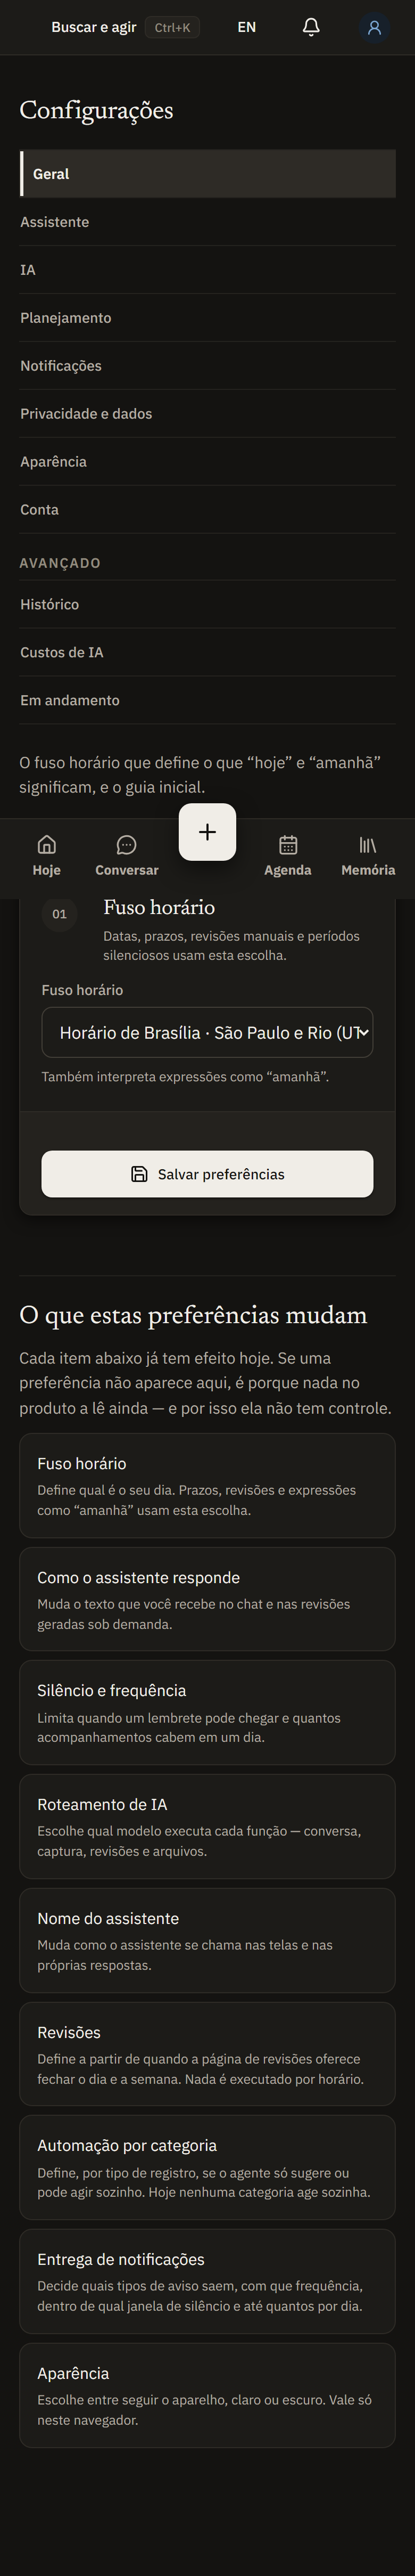 Buscar e agir Ctrl+K EN
Configurações
Geral
Assistente
IA
Planejamento
Notificações
Privacidade e dados
Aparência
Conta
AVANÇADO
Histórico
Custos de IA
Em andamento
O fuso horário que define o que “hoje” e “amanhã”
significam, e o guia inicial.
Hoje Conversar Agenda Memória
01 Fuso horário
Datas, prazos, revisões manuais e períodos
silenciosos usam esta escolha.
Fuso horário
Horário de Brasília · São Paulo e Rio (UT
Também interpreta expressões como “amanhã”.
Salvar preferências
O que estas preferências mudam
Cada item abaixo já tem efeito hoje. Se uma
preferência não aparece aqui, é porque nada no
produto a lê ainda — e por isso ela não tem controle.
Fuso horário
Define qual é o seu dia. Prazos, revisões e expressões
como “amanhã” usam esta escolha.
Como o assistente responde
Muda o texto que você recebe no chat e nas revisões
geradas sob demanda.
Silêncio e frequência
Limita quando um lembrete pode chegar e quantos
acompanhamentos cabem em um dia.
Roteamento de IA
Escolhe qual modelo executa cada função — conversa,
captura, revisões e arquivos.
Nome do assistente
Muda como o assistente se chama nas telas e nas
próprias respostas.
Revisões
Define a partir de quando a página de revisões oferece
fechar o dia e a semana. Nada é executado por horário.
Automação por categoria
Define, por tipo de registro, se o agente só sugere ou
pode agir sozinho. Hoje nenhuma categoria age sozinha.
Entrega de notificações
Decide quais tipos de aviso saem, com que frequência,
dentro de qual janela de silêncio e até quantos por dia.
Aparência
Escolhe entre seguir o aparelho, claro ou escuro. Vale só
neste navegador.